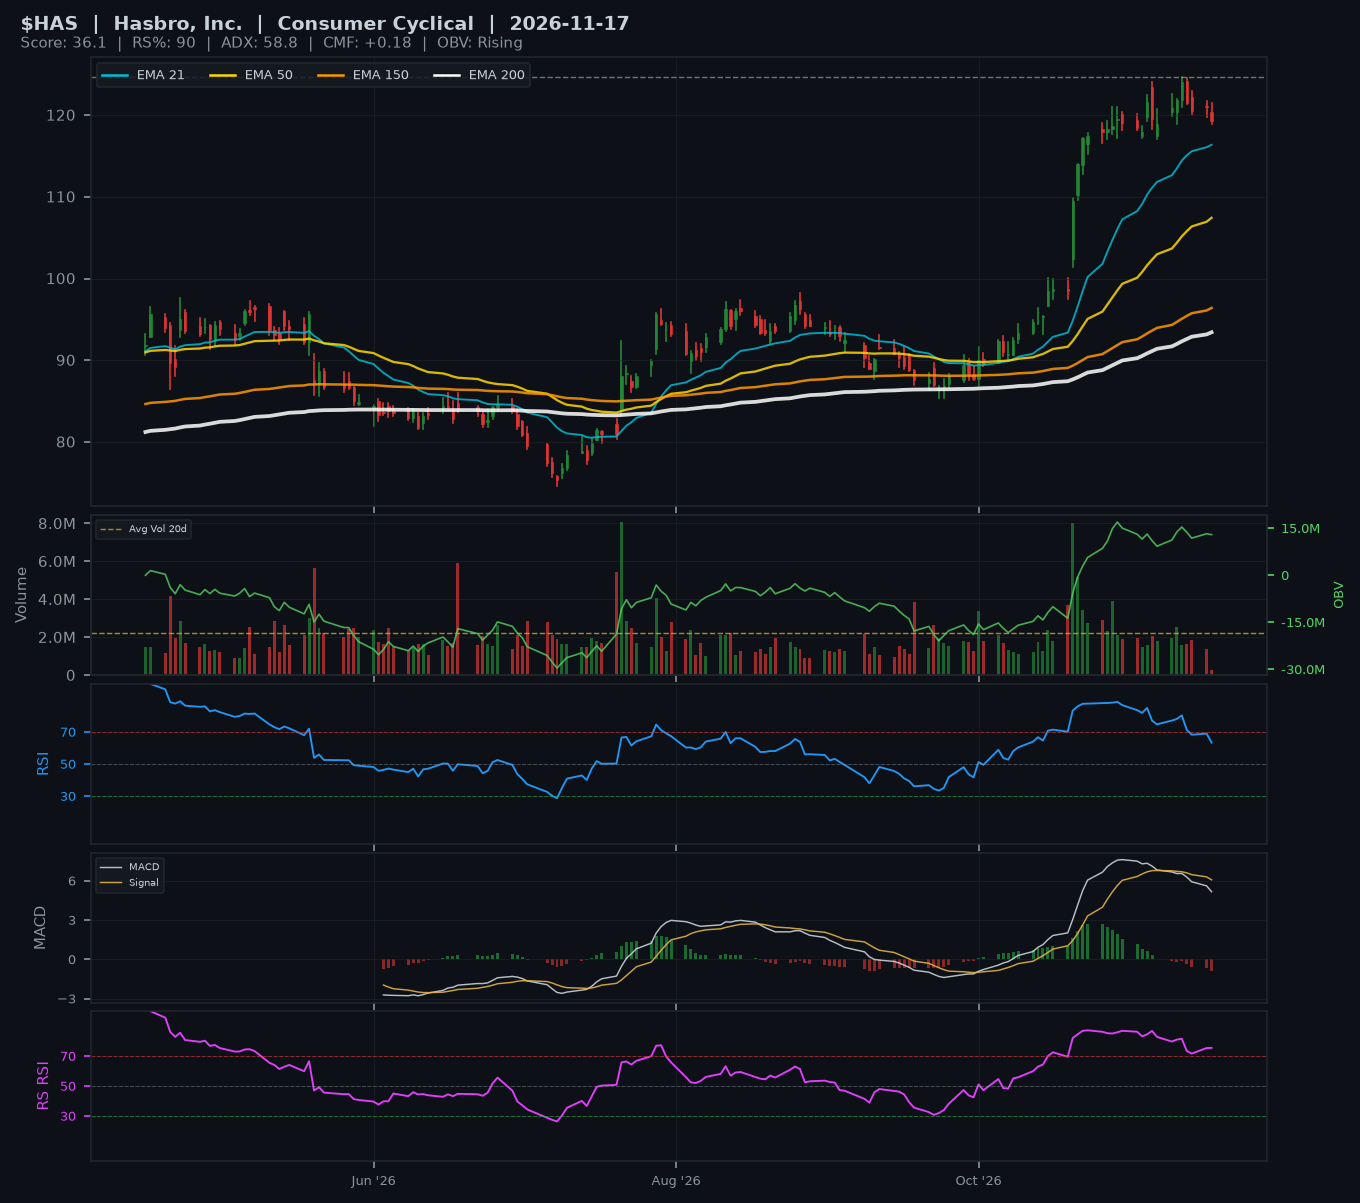 $HAS | Hasbro, Inc. | Consumer Cyclical | 2026-11-17
Score: 36.1 | RS%: 90 | ADX: 58.8 | CMF: +0.18 | OBV: Rising
EMA 21 EMA 50 EMA 150 EMA 200
120
110
100
90
80
Avg Vol 20d
8.0M
6.0M
4.0M
2.0M
0
Volume
15.0M
0
-15.0M
-30.0M
OBV
70
50
30
RSI
MACD
Signal
6
3
0
−3
MACD
70
50
30
RS RSI
Jun '26 Aug '26 Oct '26